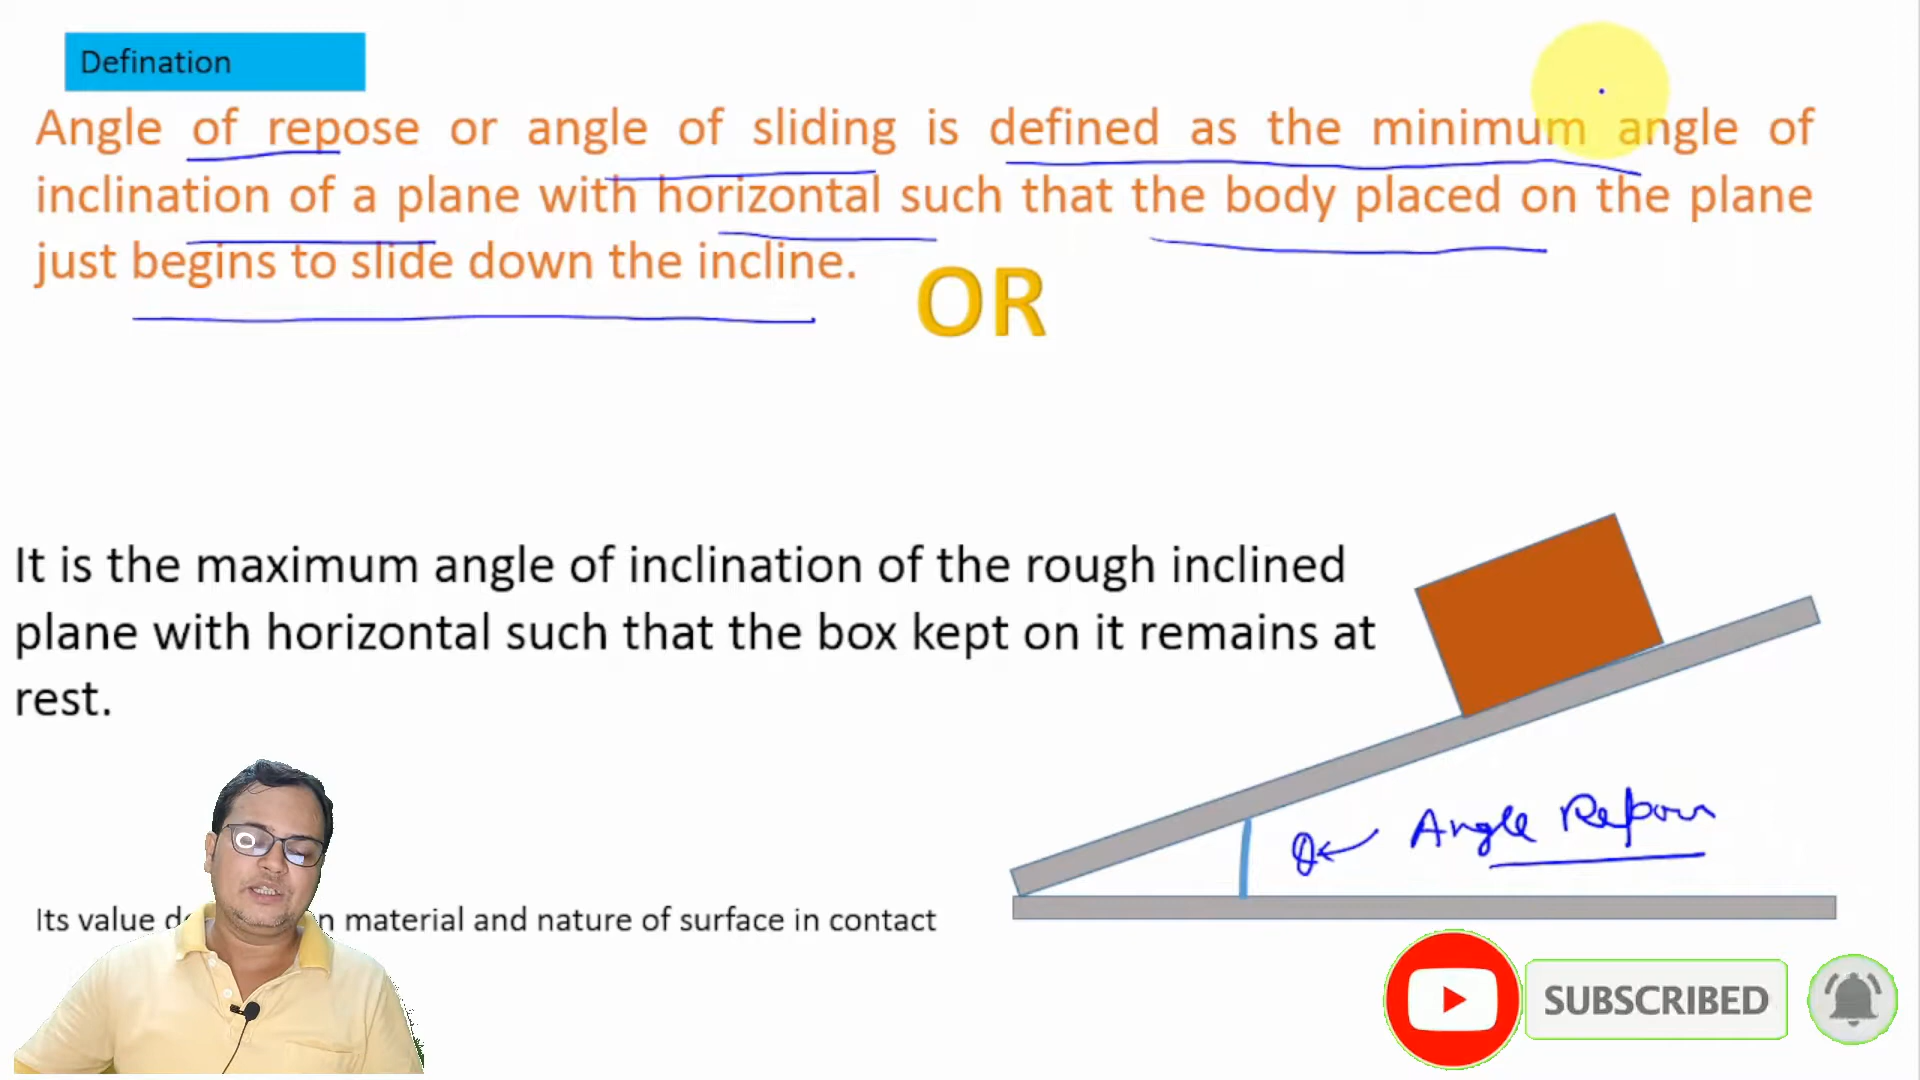 Defination
Angle of repose or angle of sliding is defined as the minimum angle of
inclination of a plane with horizontal such that the body placed on the plane
just begins to slide down the incline.
OR
It is the maximum angle of inclination of the rough inclined
plane with horizontal such that the box kept on it remains at
rest.
θ ← Angle
Its value material and nature of surface in contact
SUBSCRIBED